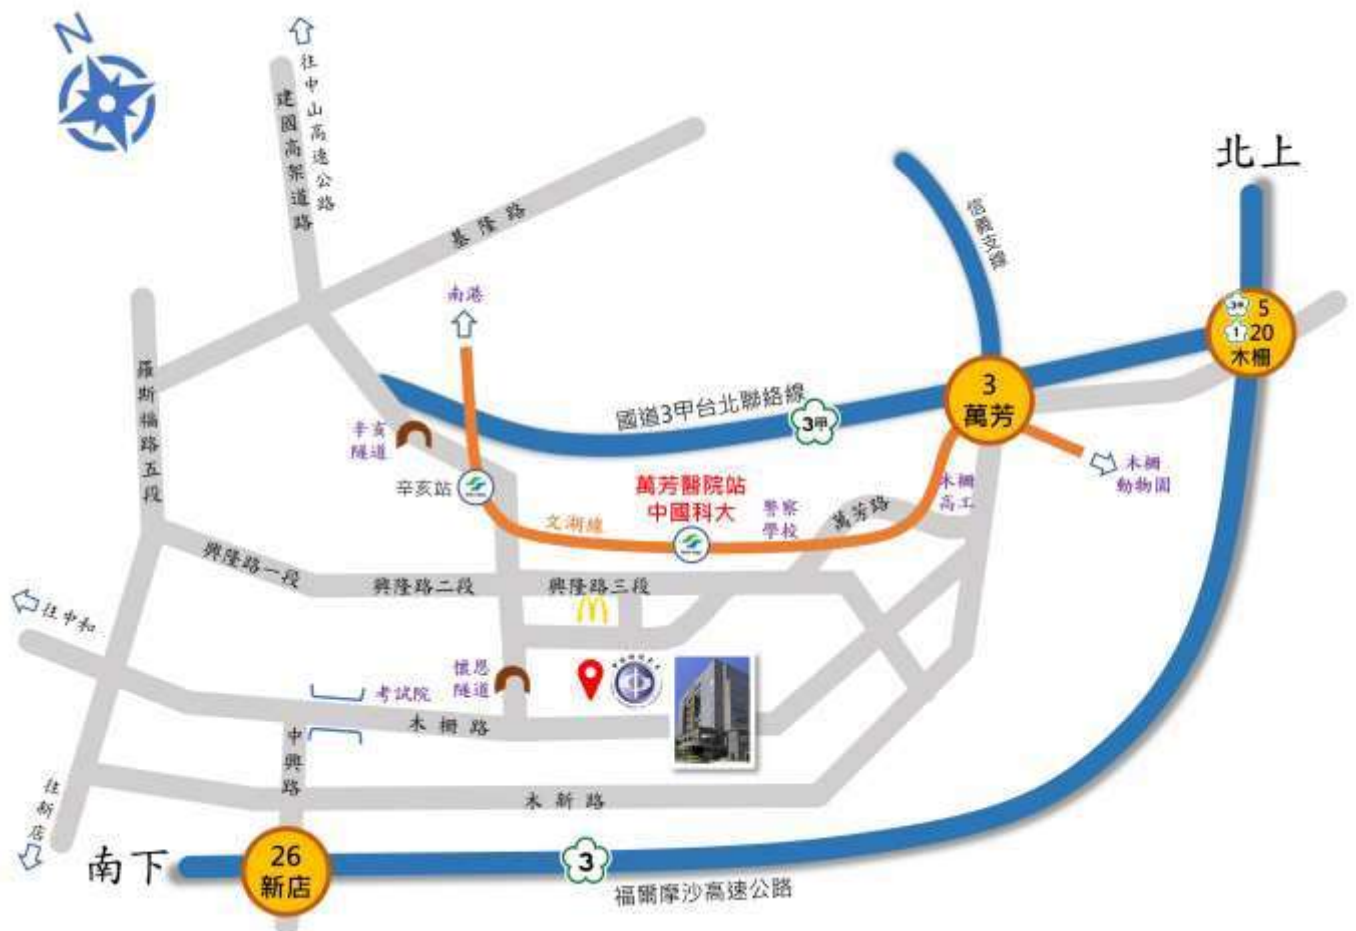 N
往中山高速公路
建國高架道路
北上
基隆路
信義支線
南港
羅斯福路五段
3甲 5
1 20
木柵
國道3甲台北聯絡線
3甲
3
萬芳
辛亥
隧道
辛亥站
萬芳醫院站
中國科大
文湖線
警察
學校
萬芳路
木柵
高工
木柵
動物園
興隆路一段
興隆路二段
興隆路三段
往中和
懷恩
隧道
考試院
木柵路
中興路
往新店
木新路
南下
26
新店
3
福爾摩沙高速公路